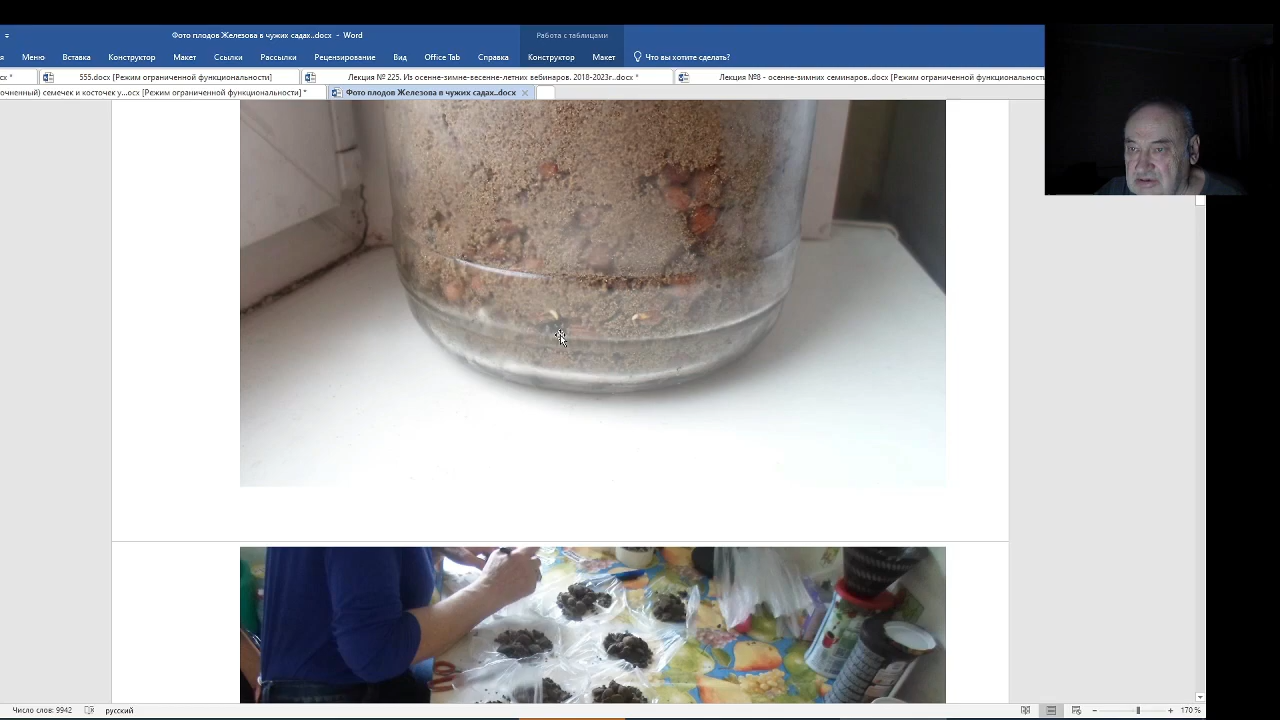 Фото плодов Железова в чужих садах..docx - Word
Работа с таблицами
Меню Вставка Конструктор Макет Ссылки Рассылки Рецензирование Вид Office Tab Справка Конструктор Макет Что вы хотите сделать?
555.docx [Режим ограниченной функциональности] Лекция № 225. Из осенне-зимне-весенне-летних вебинаров. 2018-2023г..docx * Лекция №8 - осенне-зимних семинаров..docx [Режим ограниченной функциональности]
оченный) семечек и косточек у...ocx [Режим ограниченной функциональности] * Фото плодов Железова в чужих садах..docx
Число слов: 9942 русский 170 %